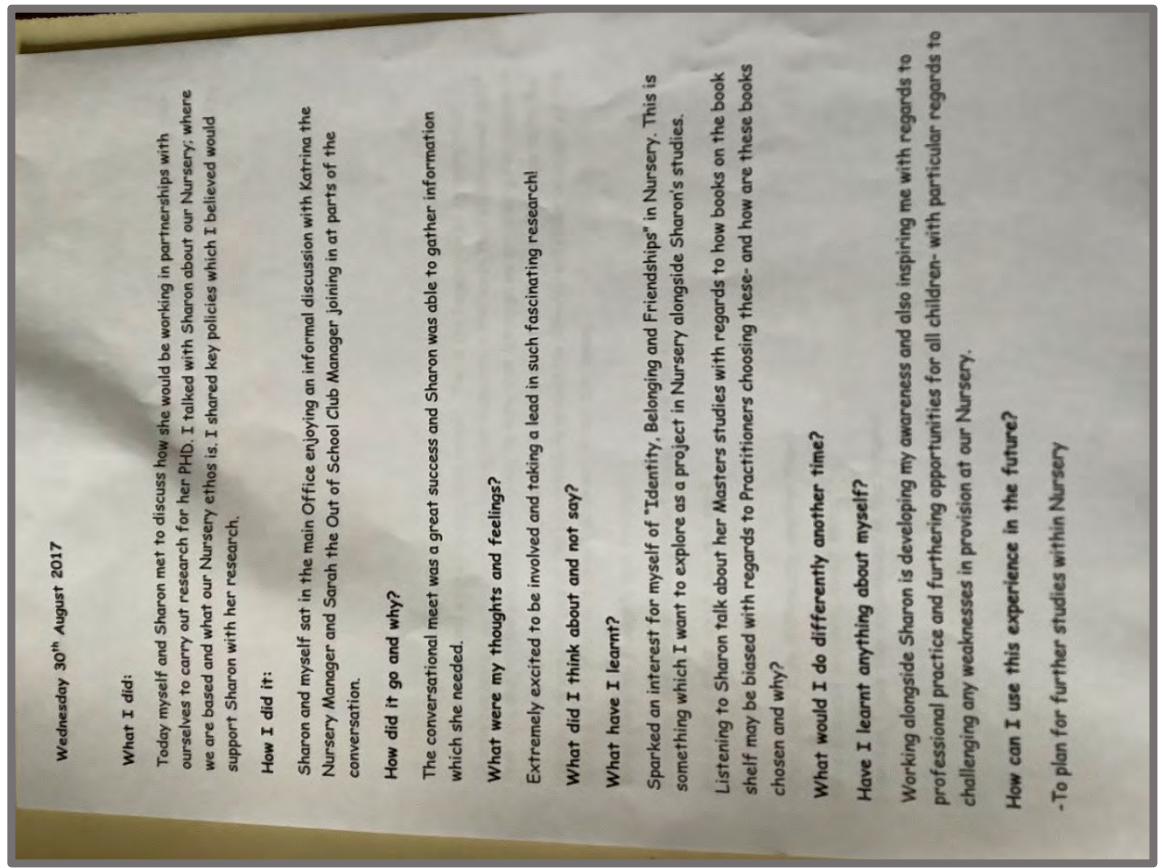 Wednesday 30th August 2017
What I did:
Today myself and Sharon met to discuss how she would be working in partnerships with
ourselves to carry out research for her PHD. I talked with Sharon about our Nursery; where
we are based and what our Nursery ethos is. I shared key policies which I believed would
support Sharon with her research.
How I did it:
Sharon and myself sat in the main Office enjoying an informal discussion with Katrina the
Nursery Manager and Sarah the Out of School Club Manager joining in at parts of the
conversation.
How did it go and why?
The conversational meet was a great success and Sharon was able to gather information
which she needed.
What were my thoughts and feelings?
Extremely excited to be involved and taking a lead in such fascinating research!
What did I think about and not say?
What have I learnt?
Sparked an interest for myself of "Identity, Belonging and Friendships" in Nursery. This is
something which I want to explore as a project in Nursery alongside Sharon's studies.
Listening to Sharon talk about her Masters studies with regards to how books on the book
shelf may be biased with regards to Practitioners choosing these- and how are these books
chosen and why?
What would I do differently another time?
Have I learnt anything about myself?
Working alongside Sharon is developing my awareness and also inspiring me with regards to
professional practice and furthering opportunities for all children- with particular regards to
challenging any weaknesses in provision at our Nursery.
How can I use this experience in the future?
-To plan for further studies within Nursery